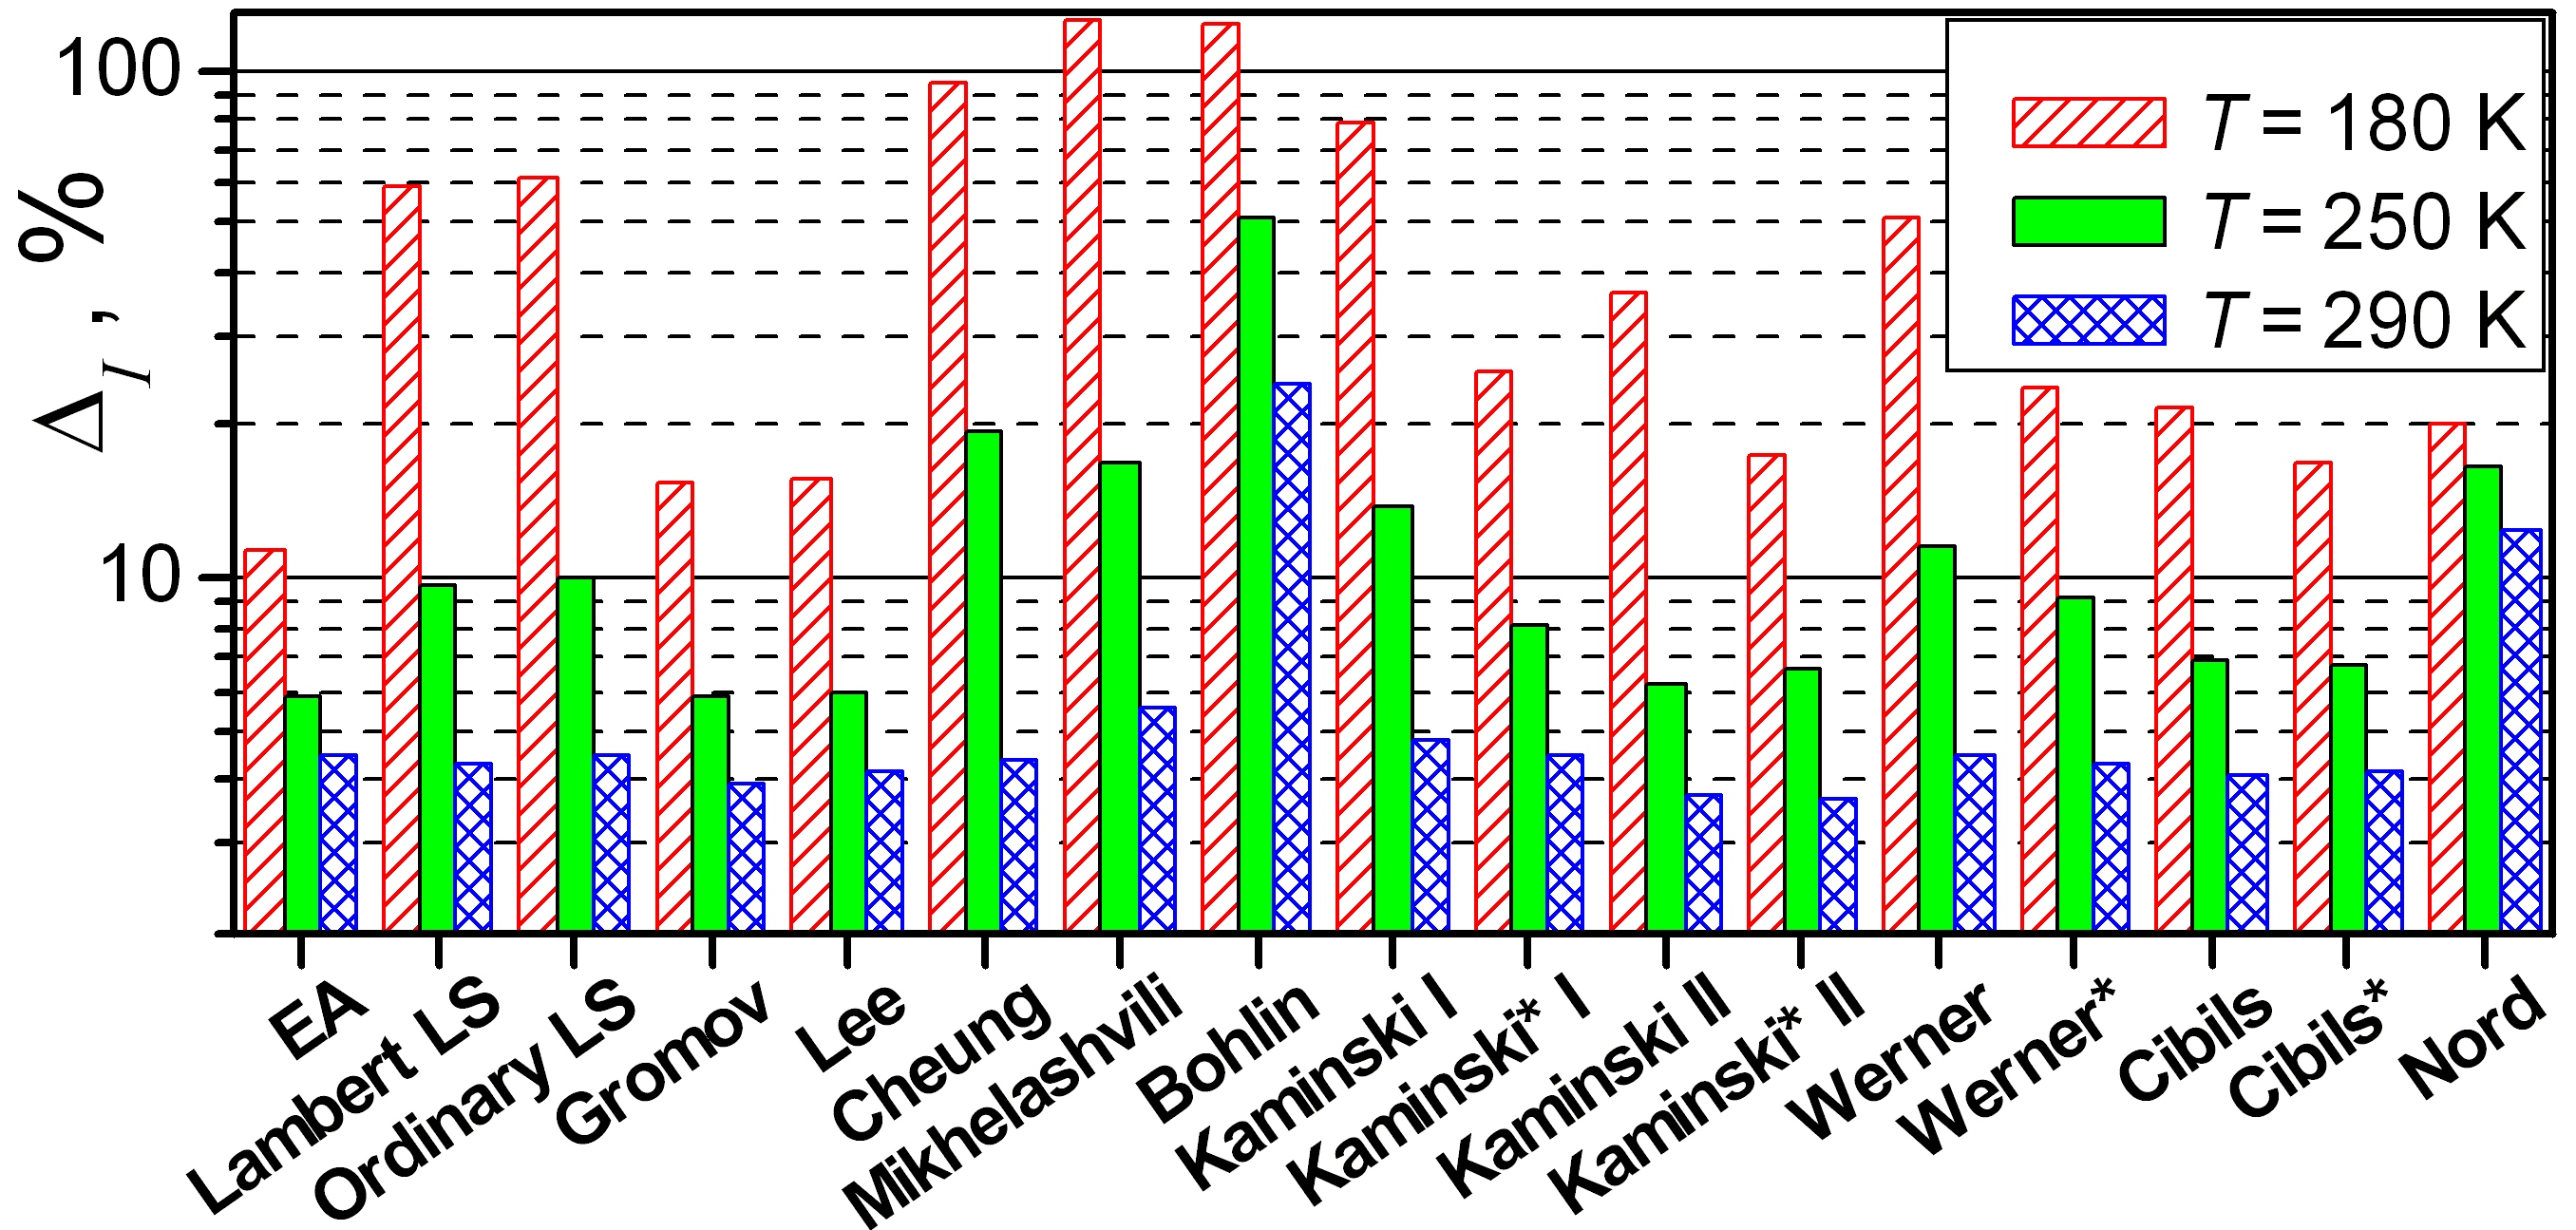 100
10
Δ_I, %
T = 180 K
T = 250 K
T = 290 K
EA
Lambert LS
Ordinary LS
Gromov
Lee
Cheung
Mikhelashvili
Bohlin
Kaminski I
Kaminski* I
Kaminski II
Kaminski* II
Werner
Werner*
Cibils
Cibils*
Nord